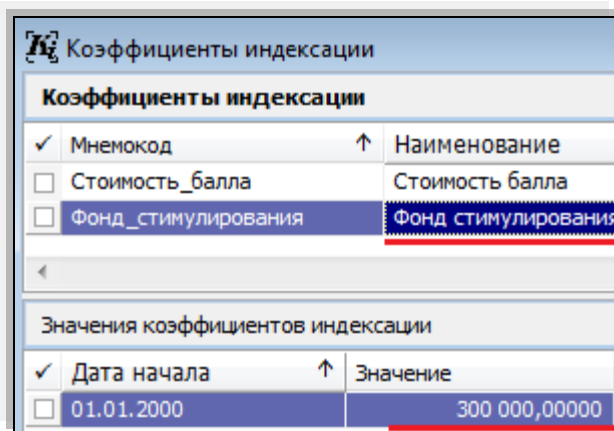 Коэффициенты индексации
Коэффициенты индексации
Мнемокод Наименование
Стоимость_балла Стоимость балла
Фонд_стимулирования Фонд стимулирования
Значения коэффициентов индексации
Дата начала Значение
01.01.2000 300 000,00000